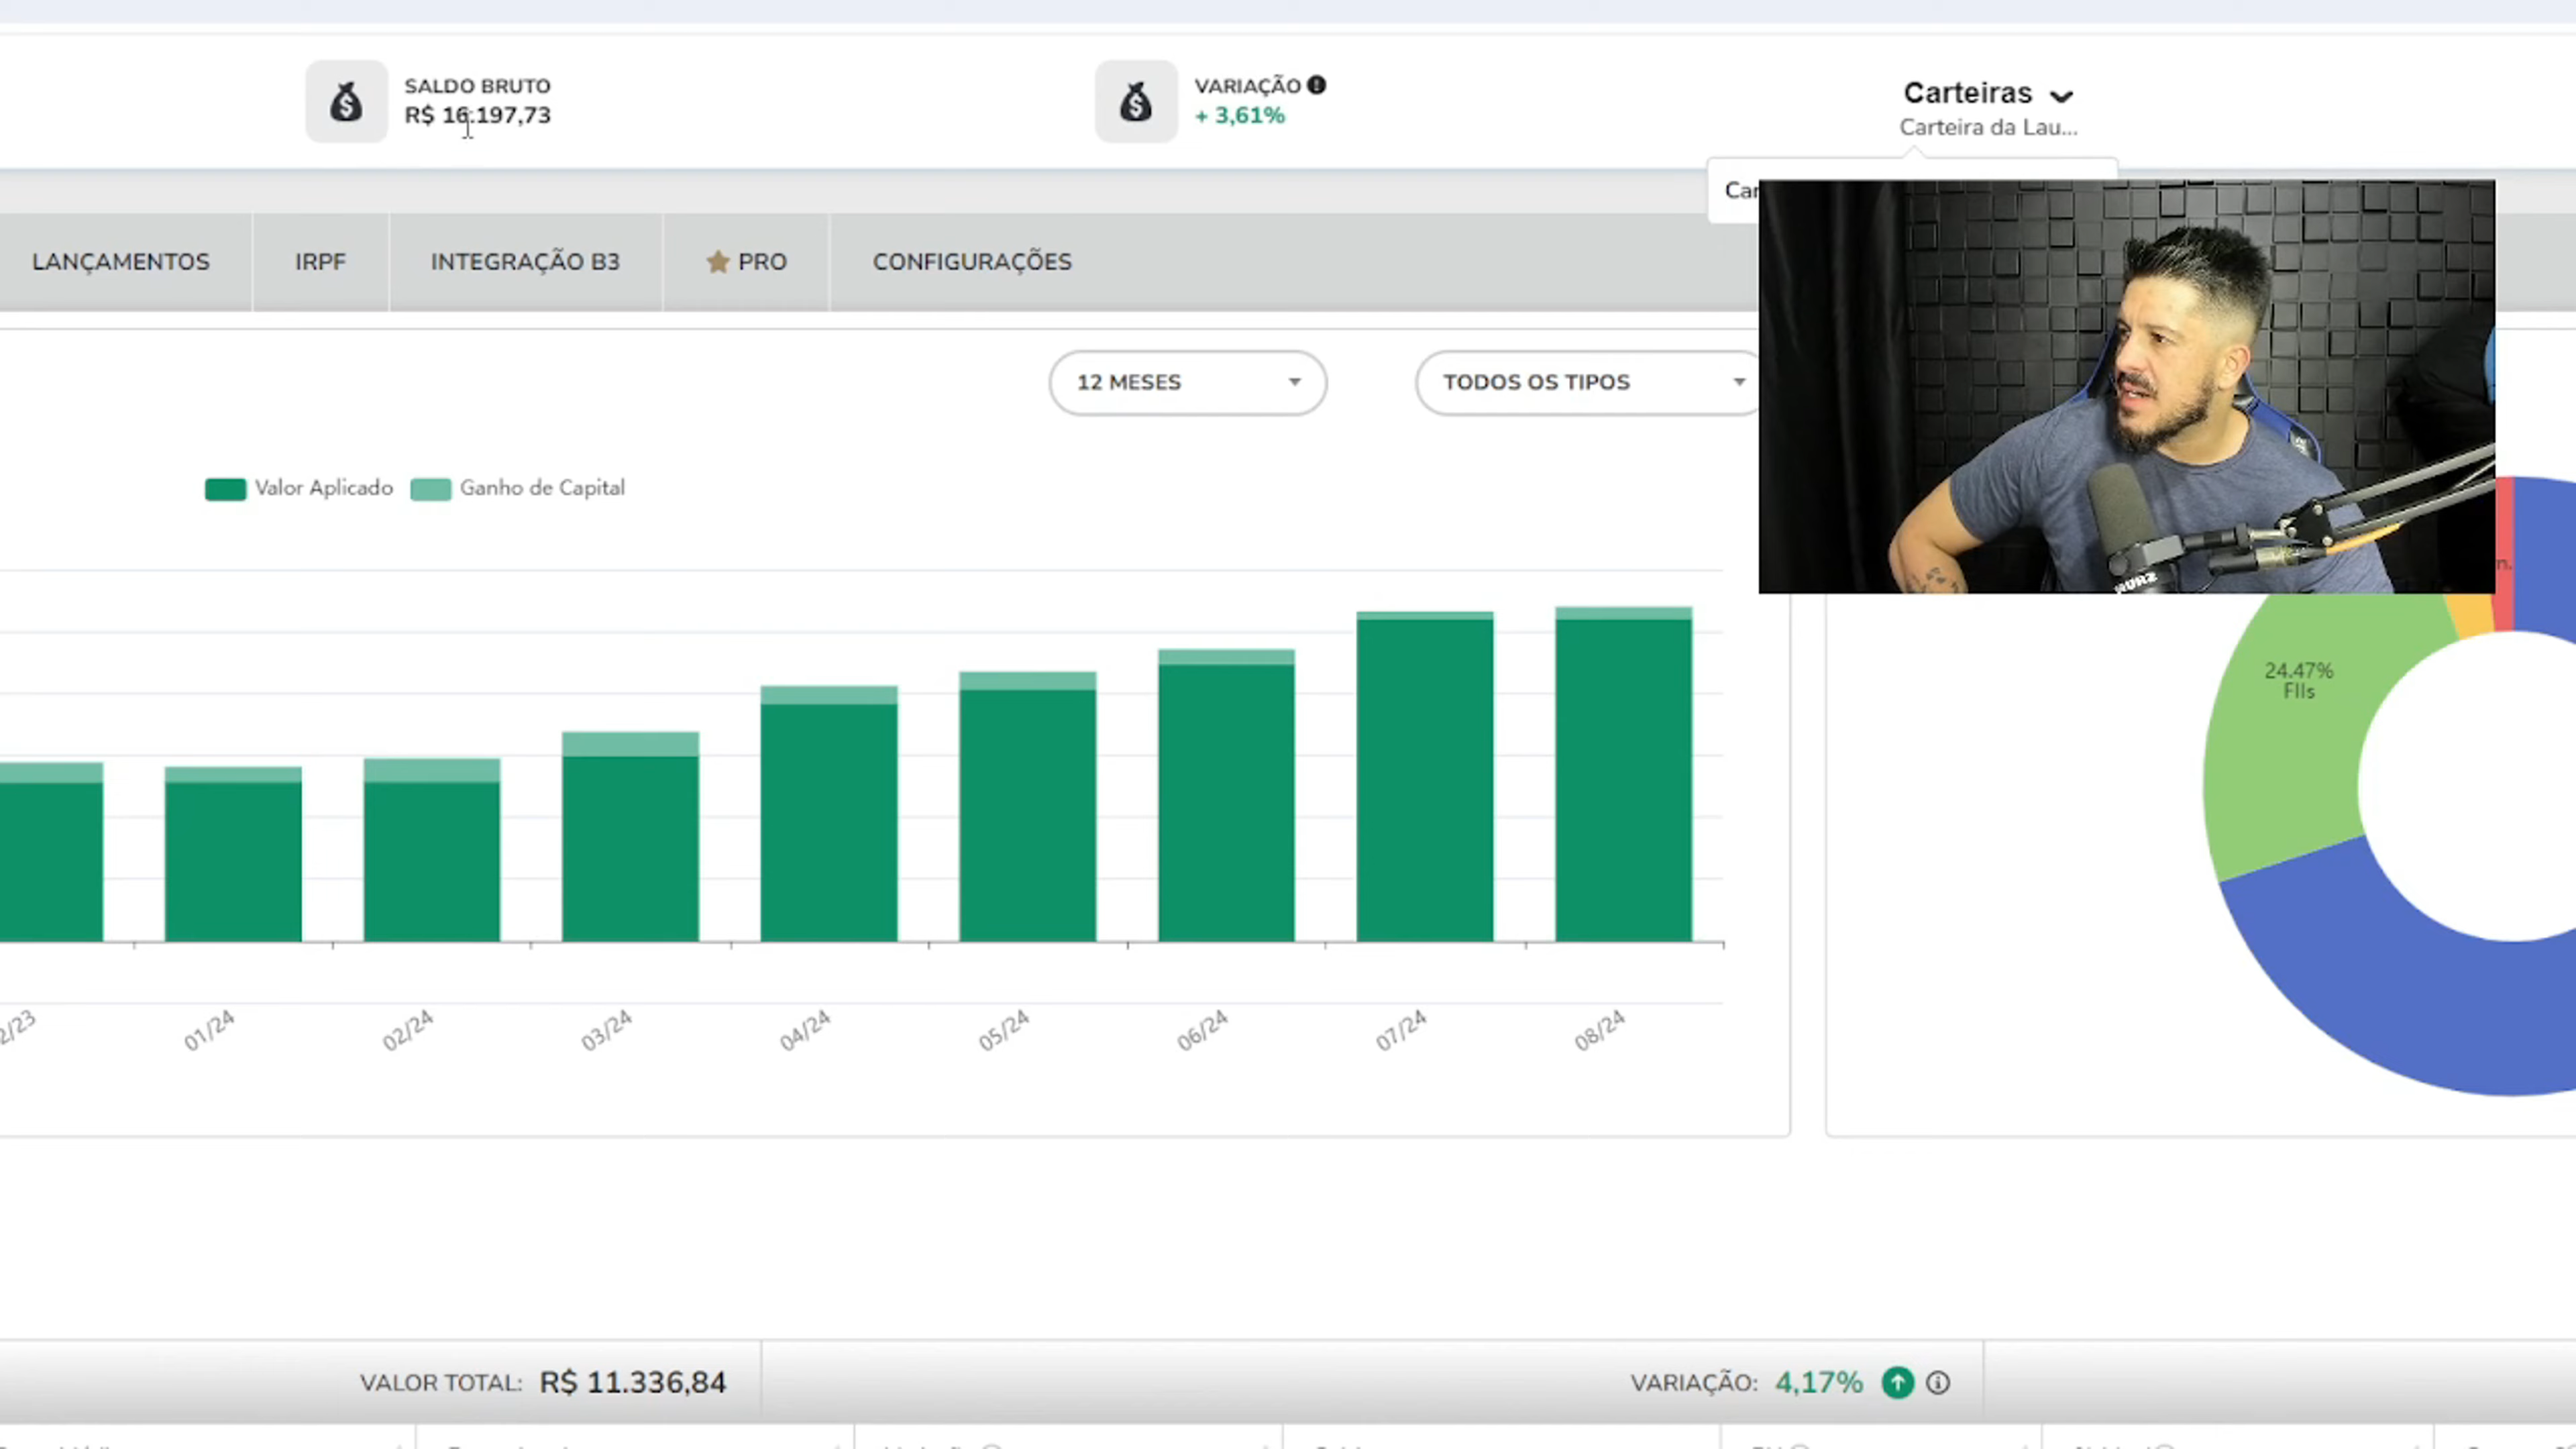 SALDO BRUTO
R$ 16.197,73
VARIAÇÃO
+ 3,61%
Carteiras
Carteira da Lau...
LANÇAMENTOS
IRPF
INTEGRAÇÃO B3
PRO
CONFIGURAÇÕES
12 MESES
TODOS OS TIPOS
Valor Aplicado
Ganho de Capital
24.47%
FIIs
01/24
02/24
03/24
04/24
05/24
06/24
07/24
08/24
VALOR TOTAL: R$ 11.336,84
VARIAÇÃO: 4,17%